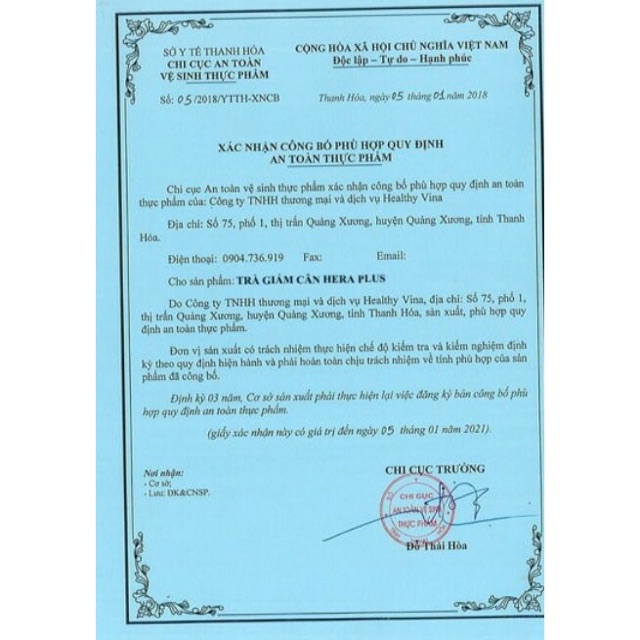 SỞ Y TẾ THANH HÓA
CHI CỤC AN TOÀN
VỆ SINH THỰC PHẨM
Số: 05/2018/YTTH-XNCB
CỘNG HÒA XÃ HỘI CHỦ NGHĨA VIỆT NAM
Độc lập – Tự do – Hạnh phúc
Thanh Hóa, ngày 05 tháng 01 năm 2018
XÁC NHẬN CÔNG BỐ PHÙ HỢP QUY ĐỊNH
AN TOÀN THỰC PHẨM
Chi cục An toàn vệ sinh thực phẩm xác nhận công bố phù hợp quy định an toàn
thực phẩm của: Công ty TNHH thương mại và dịch vụ Healthy Vina
Địa chỉ: Số 75, phố 1, thị trấn Quảng Xương, huyện Quảng Xương, tỉnh Thanh
Hóa.
Điện thoại: 0904.736.919 Fax: Email:
Cho sản phẩm: TRÀ GIẢM CÂN HERA PLUS
Do Công ty TNHH thương mại và dịch vụ Healthy Vina, địa chỉ: Số 75, phố 1,
thị trấn Quảng Xương, huyện Quảng Xương, tỉnh Thanh Hóa, sản xuất, phù hợp quy
định an toàn thực phẩm.
Đơn vị sản xuất có trách nhiệm thực hiện chế độ kiểm tra và kiểm nghiệm định
kỳ theo quy định hiện hành và phải hoàn toàn chịu trách nhiệm về tính phù hợp của sản
phẩm đã công bố.
Định kỳ 03 năm, Cơ sở sản xuất phải thực hiện lại việc đăng ký bản công bố phù
hợp quy định an toàn thực phẩm.
(giấy xác nhận này có giá trị đến ngày 05 tháng 01 năm 2021).
Nơi nhận:
- Cơ sở;
- Lưu: ĐK&CNSP.
CHI CỤC TRƯỞNG
CHI CỤC
AN TOÀN VỆ SINH
THỰC PHẨM
Đỗ Thái Hòa